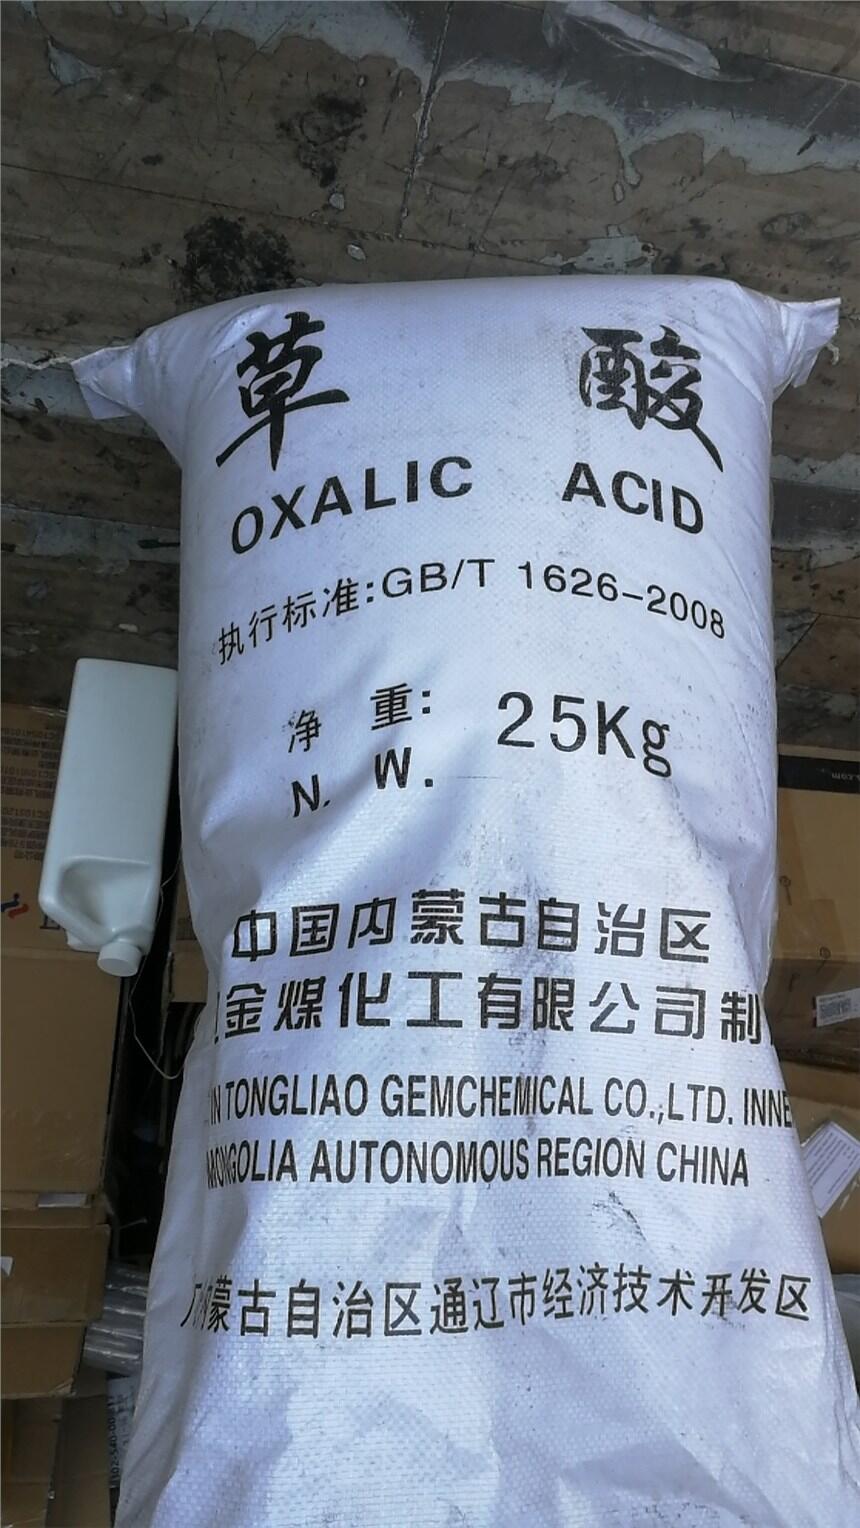 草 酸
OXALIC ACID
执行标准:GB/T 1626-2008
净 重: 25Kg
N. W.
中国内蒙古自治区
金煤化工有限公司制
IN TONGLIAO GEMCHEMICAL CO.,LTD. INNE
MONGOLIA AUTONOMOUS REGION CHINA
内蒙古自治区通辽市经济技术开发区